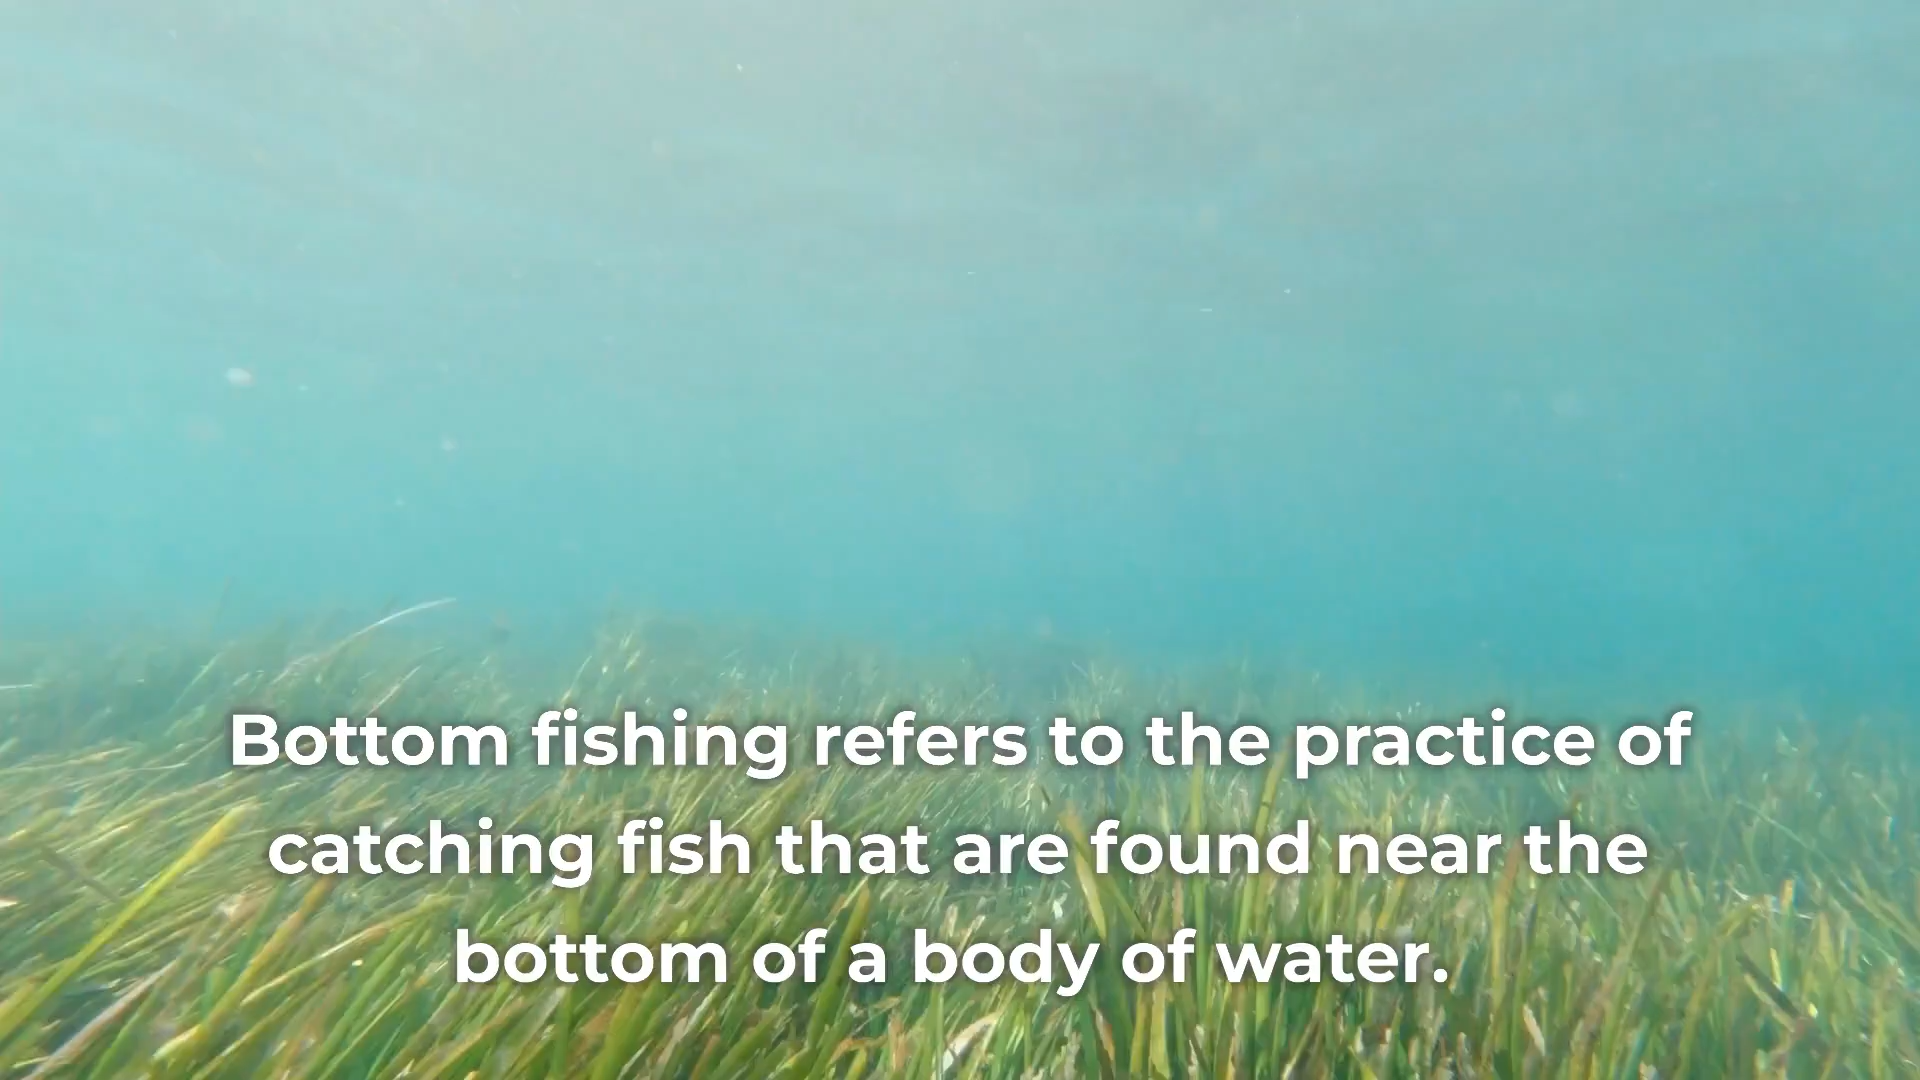 Bottom fishing refers to the practice of
catching fish that are found near the
bottom of a body of water.